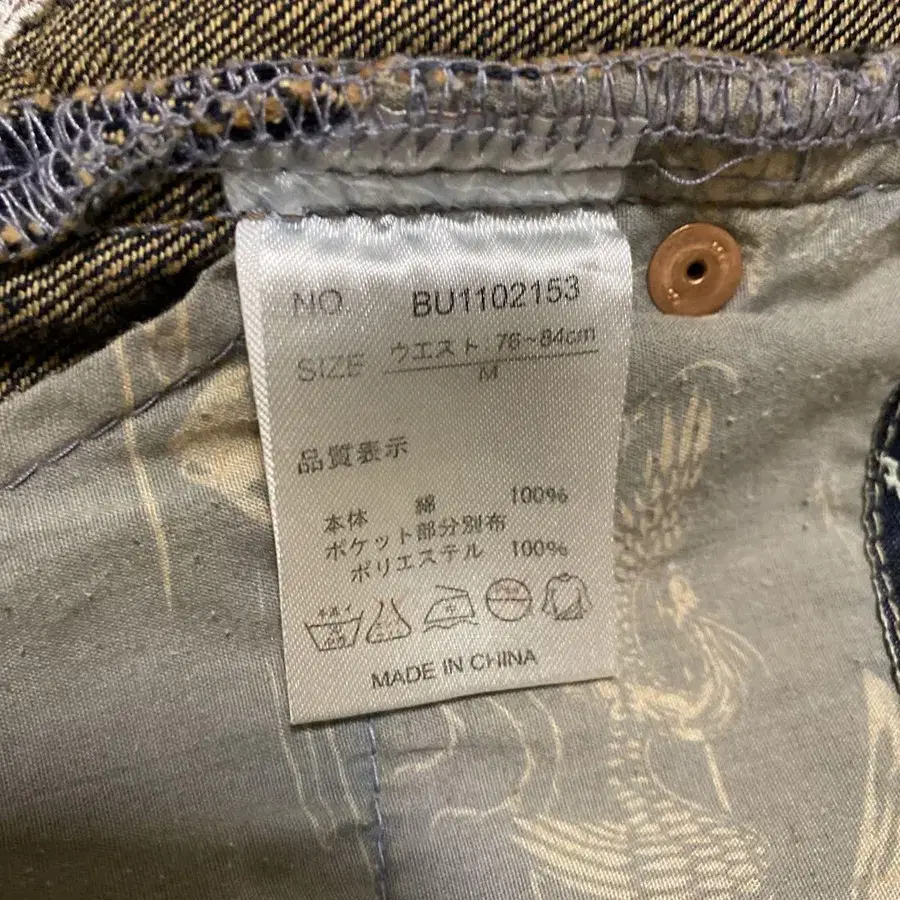 NO. BU1102153
SIZE ウエスト 76~84cm
M
品質表示
本体 綿 100%
ポケット部分別布
ポリエステル 100%
MADE IN CHINA